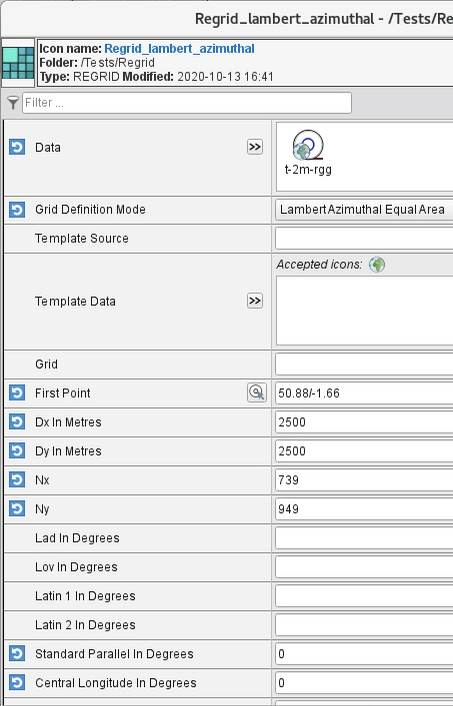 Regrid_lambert_azimuthal - /Tests/Re
Icon name: Regrid_lambert_azimuthal
Folder: /Tests/Regrid
Type: REGRID Modified: 2020-10-13 16:41
Filter ...
Data
t-2m-rgg
Grid Definition Mode Lambert Azimuthal Equal Area
Template Source
Accepted icons:
Template Data
Grid
First Point 50.88/-1.66
Dx In Metres 2500
Dy In Metres 2500
Nx 739
Ny 949
Lad In Degrees
Lov In Degrees
Latin 1 In Degrees
Latin 2 In Degrees
Standard Parallel In Degrees 0
Central Longitude In Degrees 0